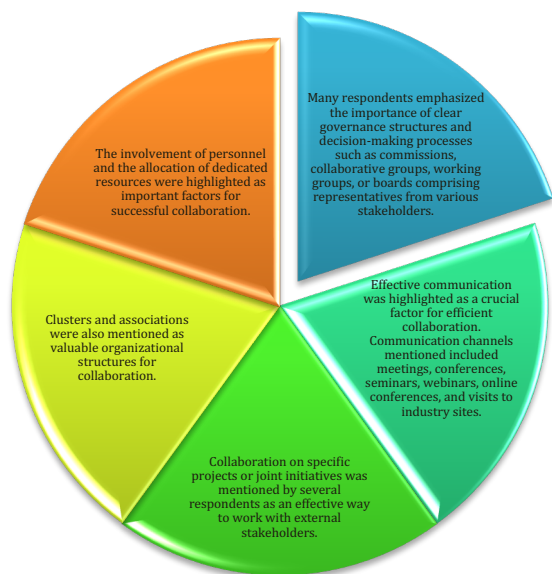 Many respondents emphasized
the importance of clear
governance structures and
decision-making processes
such as commissions,
collaborative groups, working
groups, or boards comprising
representatives from various
stakeholders.
Effective communication
was highlighted as a crucial
factor for efficient
collaboration.
Communication channels
mentioned included
meetings, conferences,
seminars, webinars, online
conferences, and visits to
industry sites.
Collaboration on specific
projects or joint initiatives was
mentioned by several
respondents as an effective way
to work with external
stakeholders.
Clusters and associations
were also mentioned as
valuable organizational
structures for
collaboration.
The involvement of personnel
and the allocation of dedicated
resources were highlighted as
important factors for
successful collaboration.